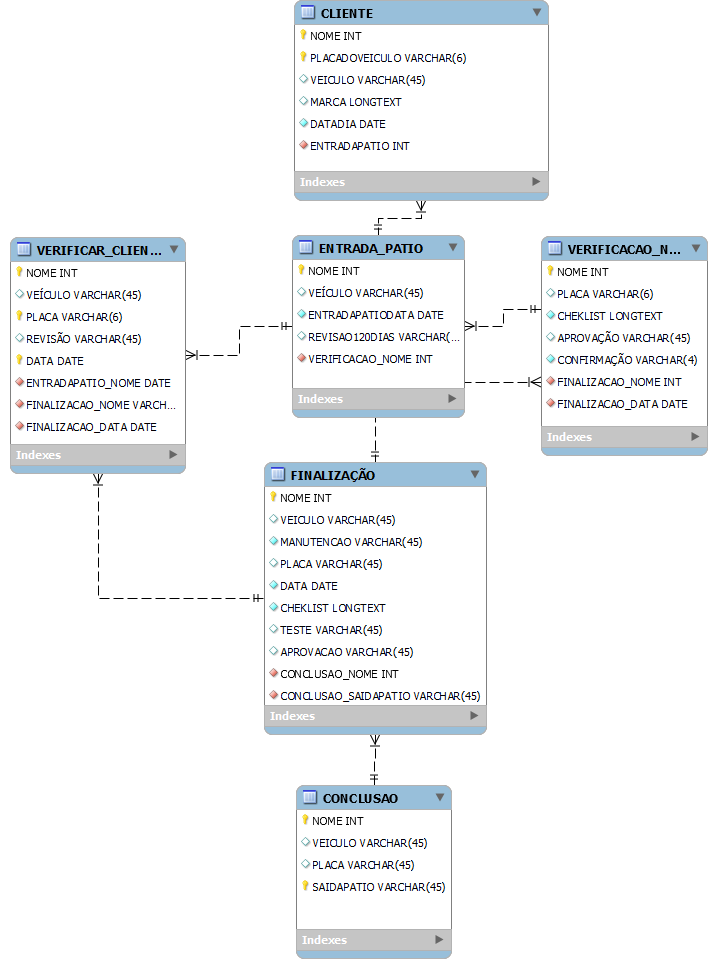 CLIENTE
NOME INT
PLACADOVEICULO VARCHAR(6)
VEICULO VARCHAR(45)
MARCA LONGTEXT
DATADIA DATE
ENTRADAPATIO INT
Indexes
VERIFICAR_CLIEN...
NOME INT
VEÍCULO VARCHAR(45)
PLACA VARCHAR(6)
REVISÃO VARCHAR(45)
DATA DATE
ENTRADAPATIO_NOME DATE
FINALIZACAO_NOME VARCH...
FINALIZACAO_DATA DATE
Indexes
ENTRADA_PATIO
NOME INT
VEÍCULO VARCHAR(45)
ENTRADAPATIODATA DATE
REVISAO120DIAS VARCHAR(...
VERIFICACAO_NOME INT
Indexes
VERIFICACAO_N...
NOME INT
PLACA VARCHAR(6)
CHEKLIST LONGTEXT
APROVAÇÃO VARCHAR(45)
CONFIRMAÇÃO VARCHAR(4)
FINALIZACAO_NOME INT
FINALIZACAO_DATA DATE
Indexes
FINALIZAÇÃO
NOME INT
VEICULO VARCHAR(45)
MANUTENCAO VARCHAR(45)
PLACA VARCHAR(45)
DATA DATE
CHEKLIST LONGTEXT
TESTE VARCHAR(45)
APROVACAO VARCHAR(45)
CONCLUSAO_NOME INT
CONCLUSAO_SAIDAPATIO VARCHAR(45)
Indexes
CONCLUSAO
NOME INT
VEICULO VARCHAR(45)
PLACA VARCHAR(45)
SAIDAPATIO VARCHAR(45)
Indexes